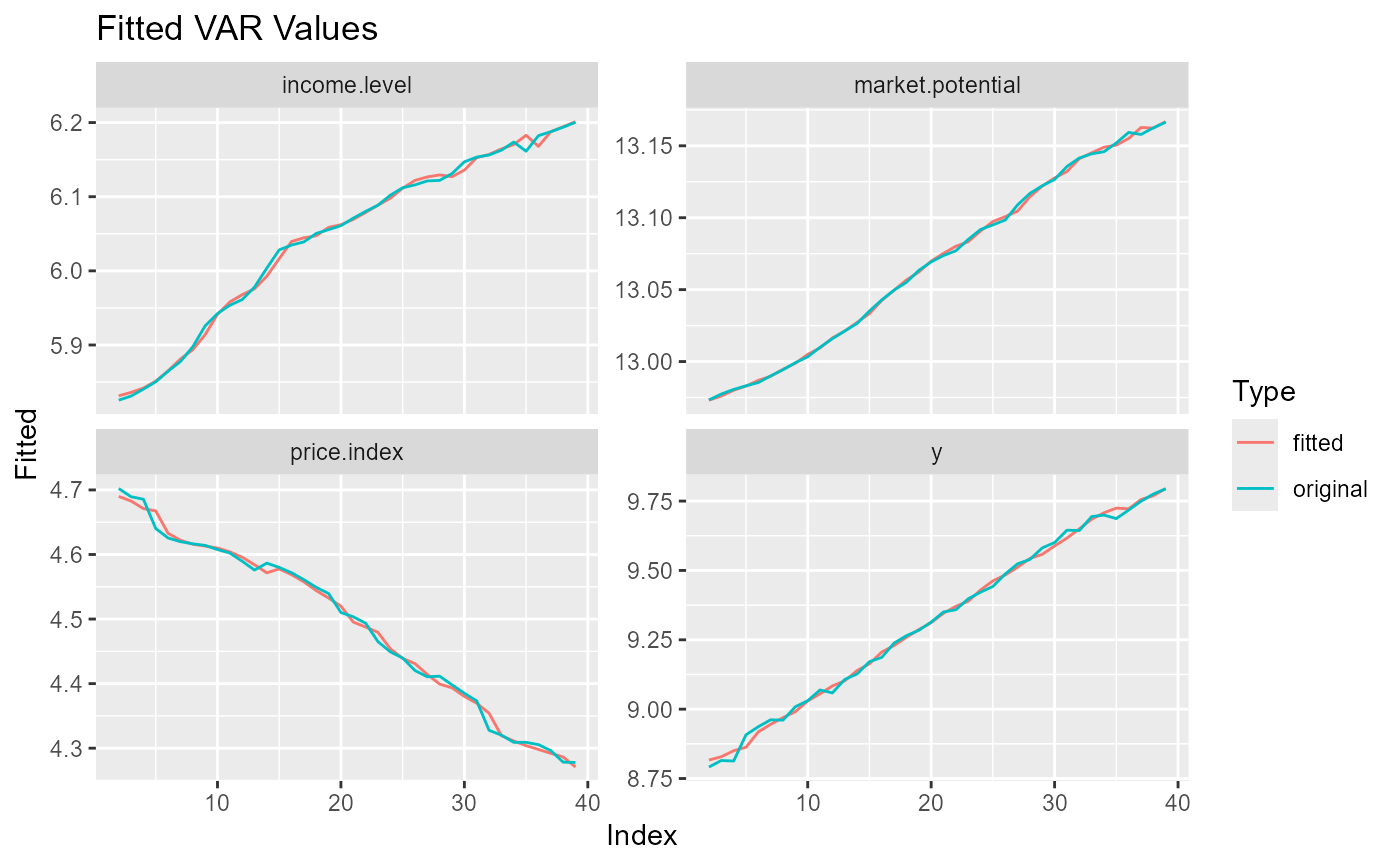 Fitted VAR Values
income.level
market.potential
6.2
6.1
6.0
5.9
13.15
13.10
13.05
13.00
price.index
y
4.7
4.6
4.5
4.4
4.3
9.75
9.50
9.25
9.00
8.75
10 20 30 40
10 20 30 40
Index
Fitted
Type
fitted
original